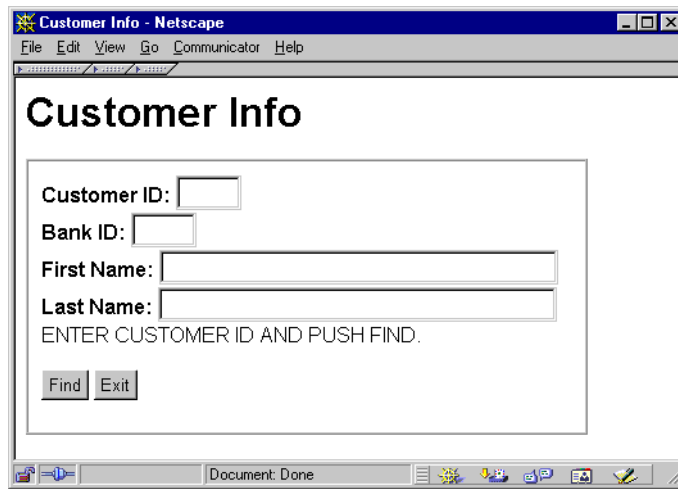 Customer Info - Netscape
File Edit View Go Communicator Help
Customer Info
Customer ID:
Bank ID:
First Name:
Last Name:
ENTER CUSTOMER ID AND PUSH FIND.
Find Exit
Document: Done